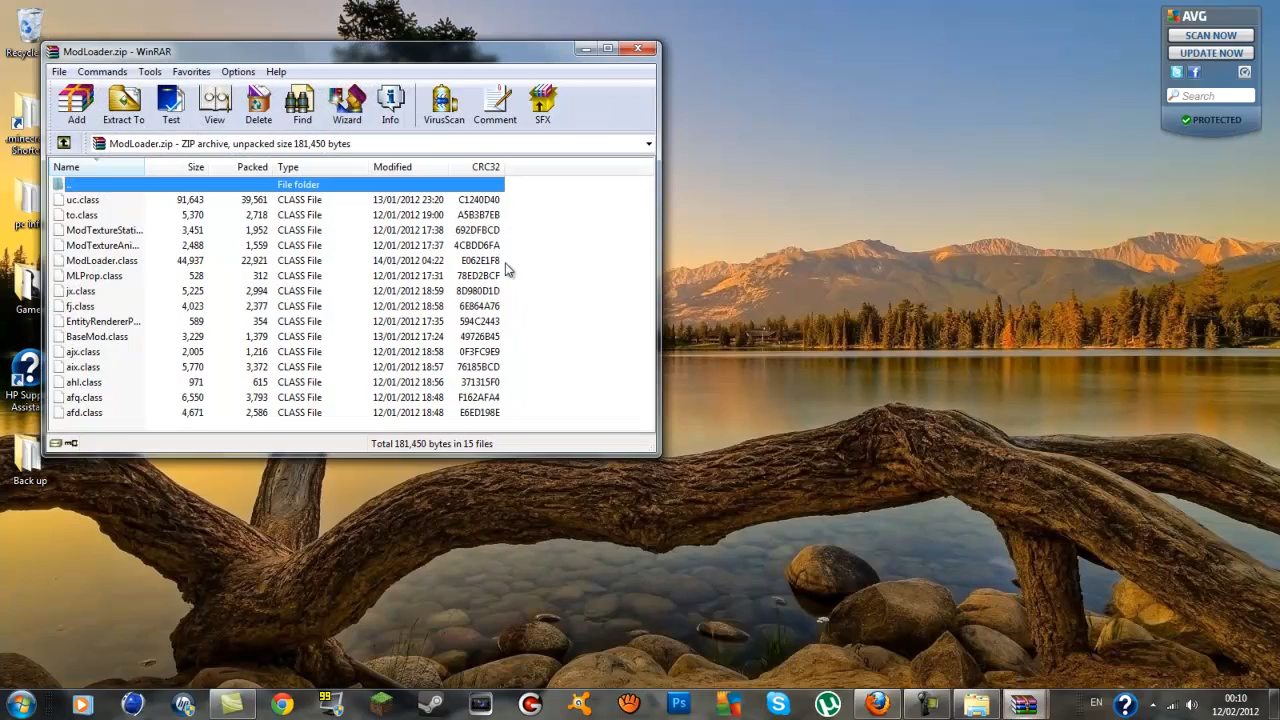 Recycle
.minecr
Shortc
pc inf
Game
HP Supp
Assista
Back up
ModLoader.zip - WinRAR
File Commands Tools Favorites Options Help
Add Extract To Test View Delete Find Wizard Info VirusScan Comment SFX
ModLoader.zip - ZIP archive, unpacked size 181,450 bytes
Name Size Packed Type Modified CRC32
.. File folder
uc.class 91,643 39,561 CLASS File 13/01/2012 23:20 C1240D40
to.class 5,370 2,718 CLASS File 12/01/2012 19:00 A5B3B7EB
ModTextureStati... 3,451 1,952 CLASS File 12/01/2012 17:38 692DFBCD
ModTextureAni... 2,488 1,559 CLASS File 12/01/2012 17:37 4CBDD6FA
ModLoader.class 44,937 22,921 CLASS File 14/01/2012 04:22 E062E1F8
MLProp.class 528 312 CLASS File 12/01/2012 17:31 78ED2BCF
jx.class 5,225 2,994 CLASS File 12/01/2012 18:59 8D980D1D
fj.class 4,023 2,377 CLASS File 12/01/2012 18:58 6E864A76
EntityRendererP... 589 354 CLASS File 12/01/2012 17:35 594C2443
BaseMod.class 3,229 1,379 CLASS File 13/01/2012 17:24 49726B45
ajx.class 2,005 1,216 CLASS File 12/01/2012 18:58 0F3FC9E9
aix.class 5,770 3,372 CLASS File 12/01/2012 18:57 76185BCD
ahl.class 971 615 CLASS File 12/01/2012 18:56 371315F0
afq.class 6,550 3,793 CLASS File 12/01/2012 18:48 F162AFA4
afd.class 4,671 2,586 CLASS File 12/01/2012 18:48 E6ED198E
Total 181,450 bytes in 15 files
AVG
SCAN NOW
UPDATE NOW
Search
PROTECTED
99
Ps
EN
00:10
12/02/2012